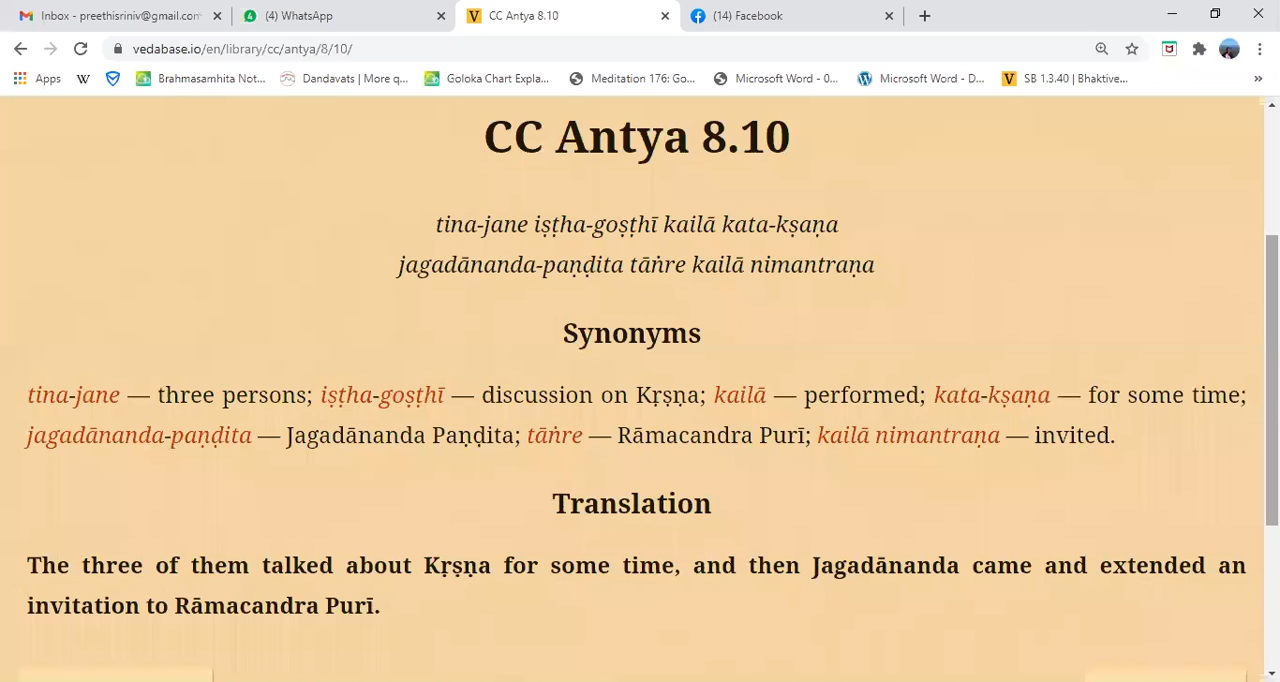 Inbox - preethisriniv@gmail.con
(4) WhatsApp
CC Antya 8.10
(14) Facebook
vedabase.io/en/library/cc/antya/8/10/
Apps
Brahmasamhita Not...
Dandavats | More q...
Goloka Chart Expla...
Meditation 176: Go...
Microsoft Word - 0...
Microsoft Word - D...
SB 1.3.40 | Bhaktive...
CC Antya 8.10
tina-jane iṣṭha-goṣṭhī kailā kata-kṣaṇa
jagadānanda-paṇḍita tāṅre kailā nimantraṇa
Synonyms
tina-jane — three persons; iṣṭha-goṣṭhī — discussion on Kṛṣṇa; kailā — performed; kata-kṣaṇa — for some time;
jagadānanda-paṇḍita — Jagadānanda Paṇḍita; tāṅre — Rāmacandra Purī; kailā nimantraṇa — invited.
Translation
The three of them talked about Kṛṣṇa for some time, and then Jagadānanda came and extended an
invitation to Rāmacandra Purī.